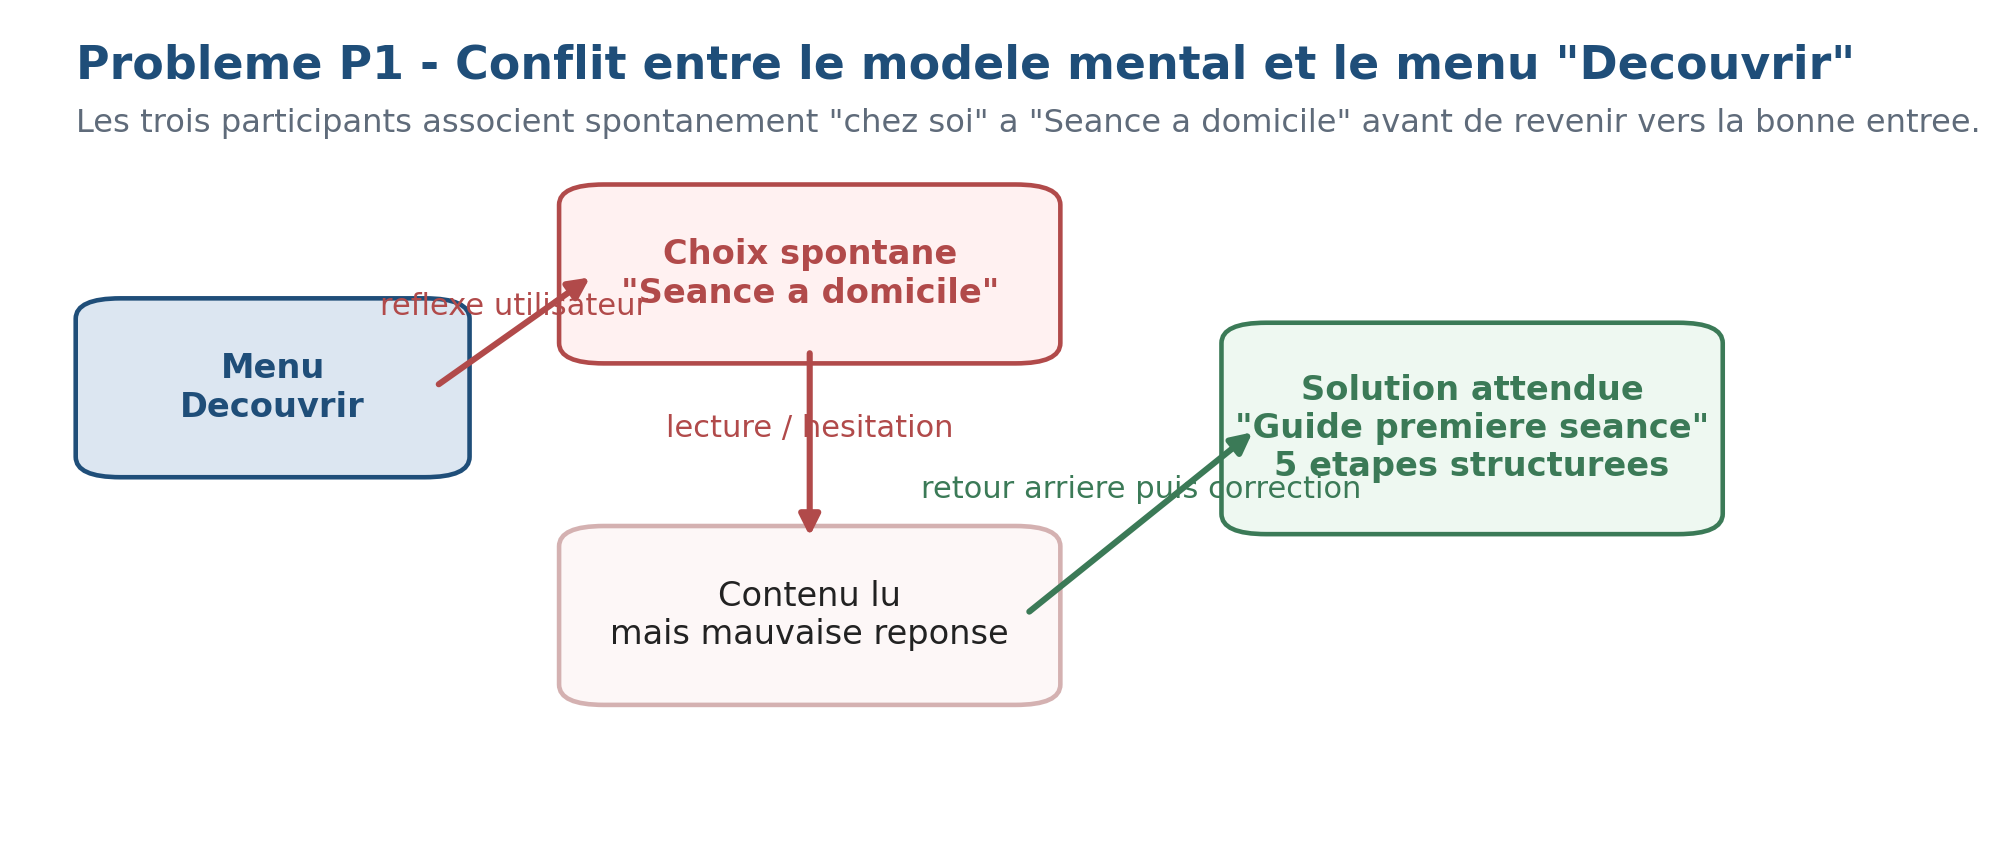 Probleme P1 - Conflit entre le modele mental et le menu "Decouvrir"
Les trois participants associent spontanement "chez soi" a "Seance a domicile" avant de revenir vers la bonne entree.
Menu
Decouvrir
reflexe utilisateur
Choix spontane
"Seance a domicile"
lecture / hesitation
Contenu lu
mais mauvaise reponse
retour arriere puis correction
Solution attendue
"Guide premiere seance"
5 etapes structurees